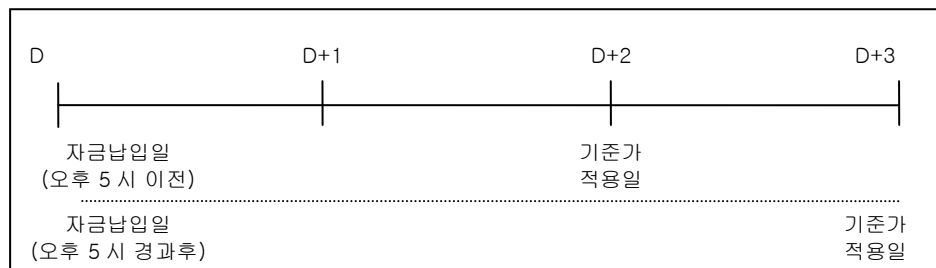 D D+1 D+2 D+3
자금납입일 기준가
(오후 5 시 이전) 적용일
자금납입일 기준가
(오후 5 시 경과후) 적용일